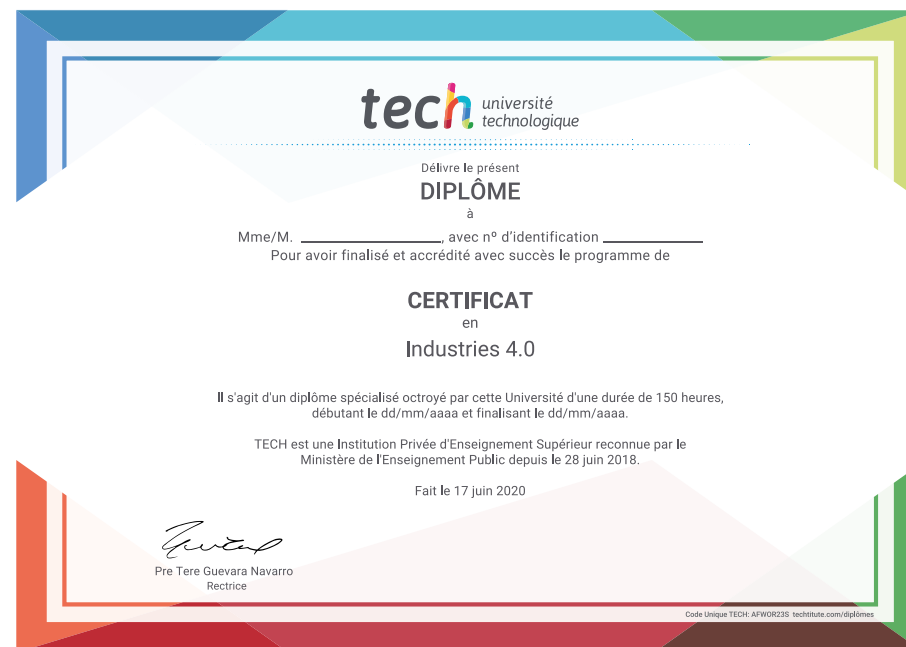 tech université
technologique
Délivre le présent
DIPLÔME
à
Mme/M. ____________________, avec nº d'identification ______________
Pour avoir finalisé et accrédité avec succès le programme de
CERTIFICAT
en
Industries 4.0
Il s'agit d'un diplôme spécialisé octroyé par cette Université d'une durée de 150 heures,
débutant le dd/mm/aaaa et finalisant le dd/mm/aaaa.
TECH est une Institution Privée d'Enseignement Supérieur reconnue par le
Ministère de l'Enseignement Public depuis le 28 juin 2018.
Fait le 17 juin 2020
Pre Tere Guevara Navarro
Rectrice
Code Unique TECH: AFWOR23S techtitute.com/diplômes